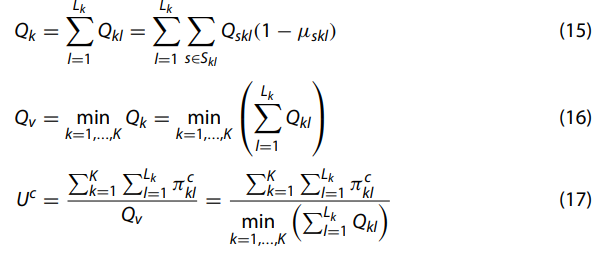 Q_k = \sum_{l=1}^{L_k} Q_{kl} = \sum_{l=1}^{L_k} \sum_{s \in S_{kl}} Q_{skl}(1 − μ_{skl}) (15)
Q_v = \min_{k=1,...,K} Q_k = \min_{k=1,...,K} \left( \sum_{l=1}^{L_k} Q_{kl} \right) (16)
U^c = \frac{\sum_{k=1}^{K} \sum_{l=1}^{L_k} π_{kl}^c}{Q_v} = \frac{\sum_{k=1}^{K} \sum_{l=1}^{L_k} π_{kl}^c}{\min_{k=1,...,K} \left( \sum_{l=1}^{L_k} Q_{kl} \right)} (17)